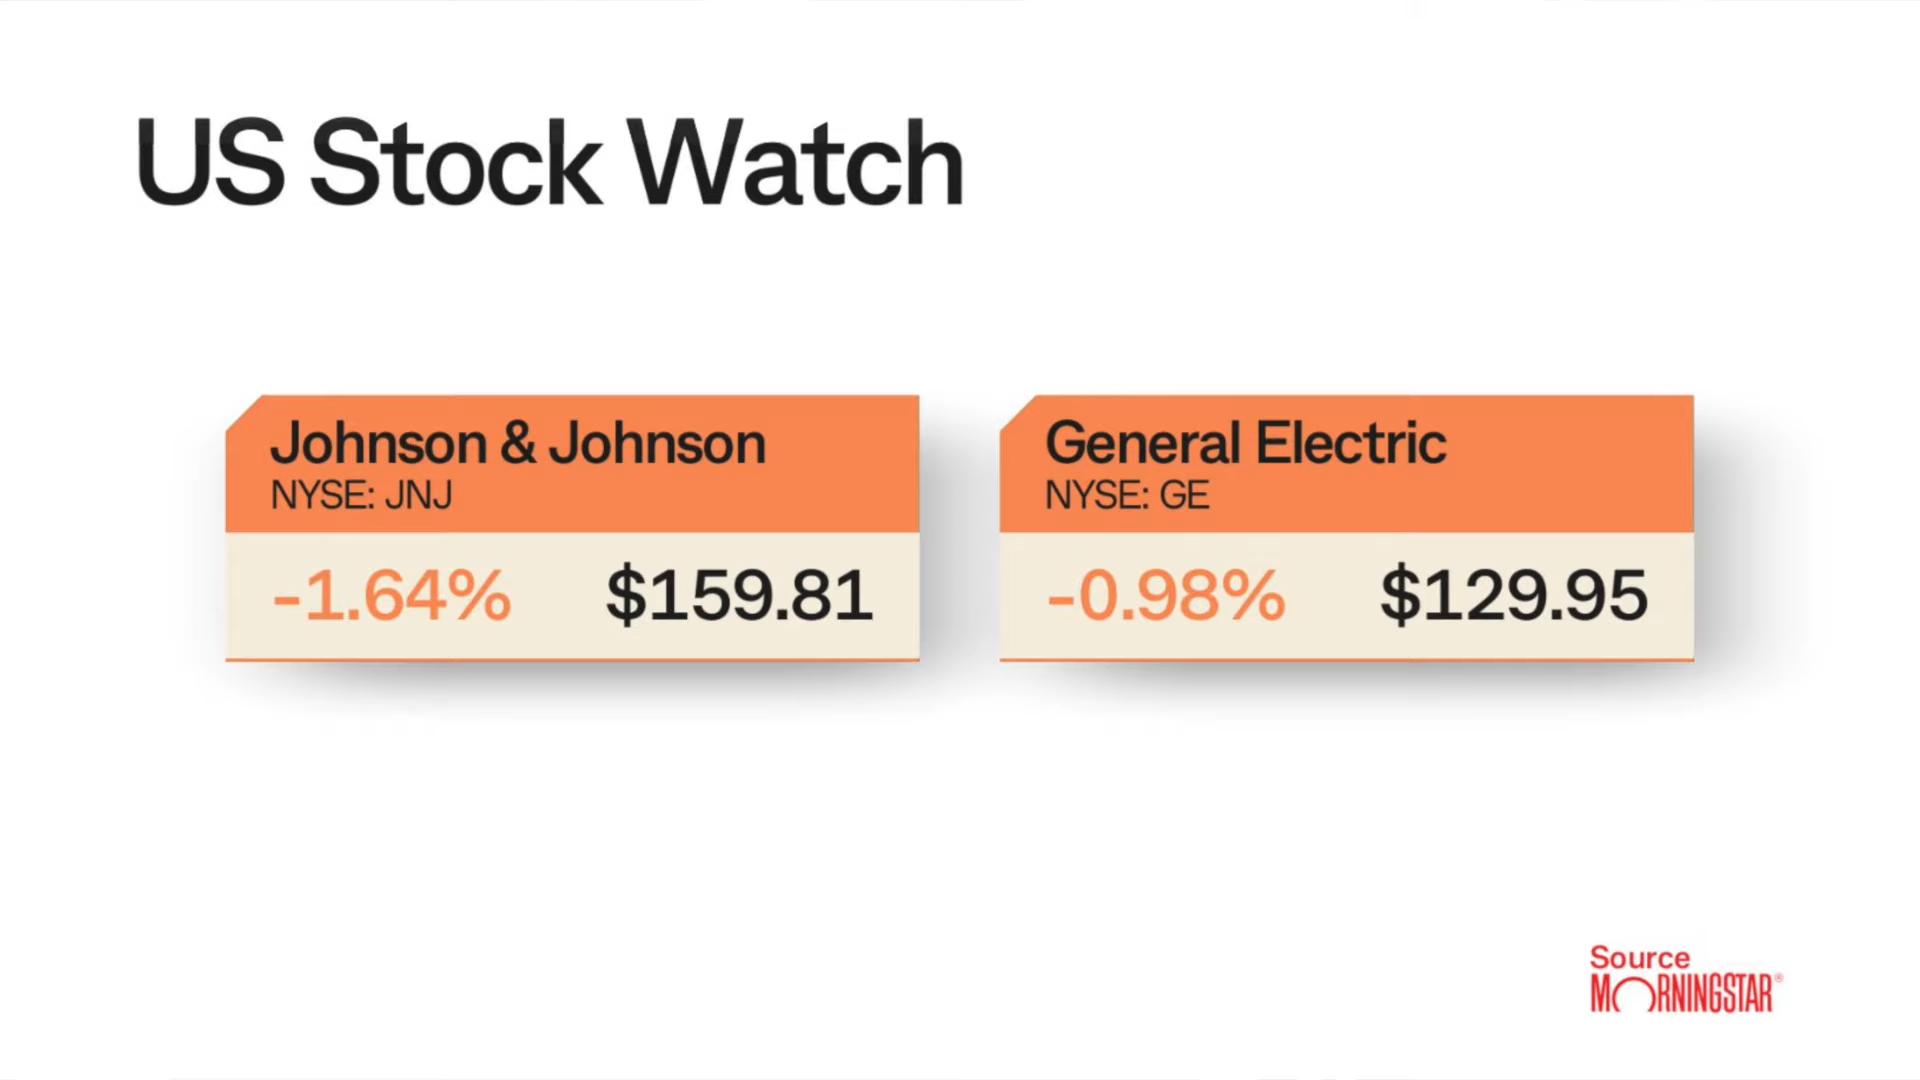 US Stock Watch
Johnson & Johnson
NYSE: JNJ
-1.64% $159.81
General Electric
NYSE: GE
-0.98% $129.95
Source
MORNINGSTAR®